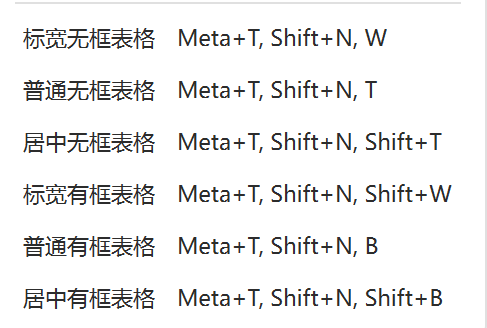 标宽无框表格 Meta+T, Shift+N, W
普通无框表格 Meta+T, Shift+N, T
居中无框表格 Meta+T, Shift+N, Shift+T
标宽有框表格 Meta+T, Shift+N, Shift+W
普通有框表格 Meta+T, Shift+N, B
居中有框表格 Meta+T, Shift+N, Shift+B